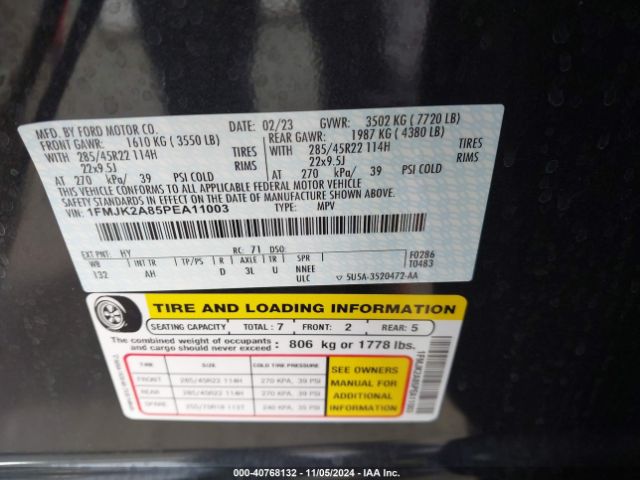 MFD. BY FORD MOTOR CO.
DATE: 02/23
GVWR: 3502 KG ( 7720 LB)
FRONT GAWR: 1610 KG ( 3550 LB)
REAR GAWR: 1987 KG ( 4380 LB)
WITH 285/45R22 114H TIRES
WITH 285/45R22 114H TIRES
22x9.5J RIMS
22x9.5J RIMS
AT 270 kPa/ 39 PSI COLD
AT 270 kPa/ 39 PSI COLD
THIS VEHICLE CONFORMS TO ALL APPLICABLE FEDERAL MOTOR VEHICLE
SAFETY STANDARDS IN EFFECT ON THE DATE OF MANUFACTURE SHOWN ABOVE.
VIN: 1FMJK2A85PEA11003
TYPE: MPV
EXT PNT: HY RC: 71 DSO: F0286
WB INT TR TP/PS R AXLE TR SPR T0483
132 AH D 3L U NNEE
ULC ▽ 5U5A-3520472-AA
TIRE AND LOADING INFORMATION
SEATING CAPACITY TOTAL : 7 FRONT: 2 REAR: 5
The combined weight of occupants
and cargo should never exceed : 806 kg or 1778 lbs.
TIRE SIZE COLD TIRE PRESSURE
FRONT 285/45R22 114H 270 KPA, 39 PSI
REAR 285/45R22 114H 270 KPA, 39 PSI
SPARE
SEE OWNERS
MANUAL FOR
ADDITIONAL
INFORMATION
1FMJK2A85PEA11003
000-40768132 - 11/05/2024 - IAA Inc.